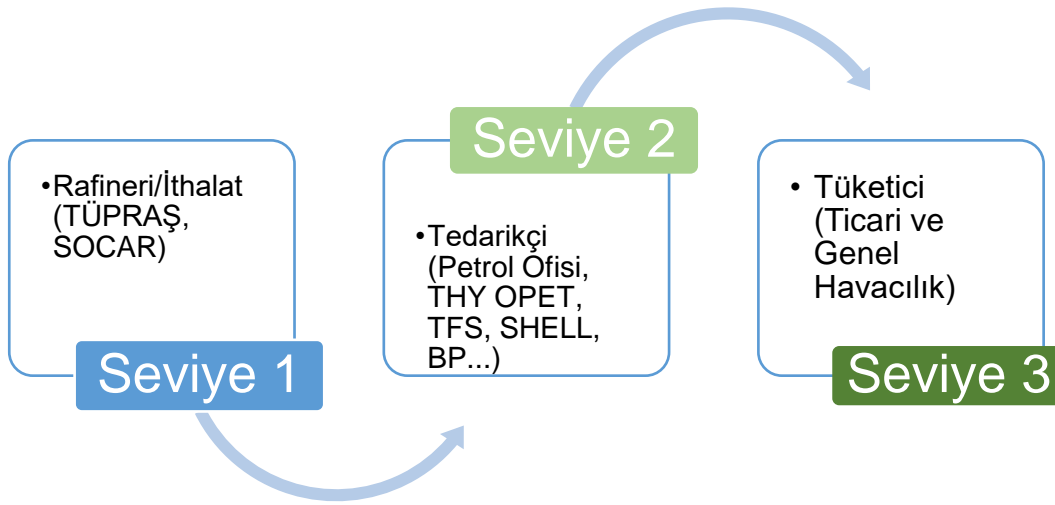 •Rafineri/İthalat
(TÜPRAŞ,
SOCAR)
Seviye 1
Seviye 2
•Tedarikçi
(Petrol Ofisi,
THY OPET,
TFS, SHELL,
BP...)
• Tüketici
(Ticari ve
Genel
Havacılık)
Seviye 3